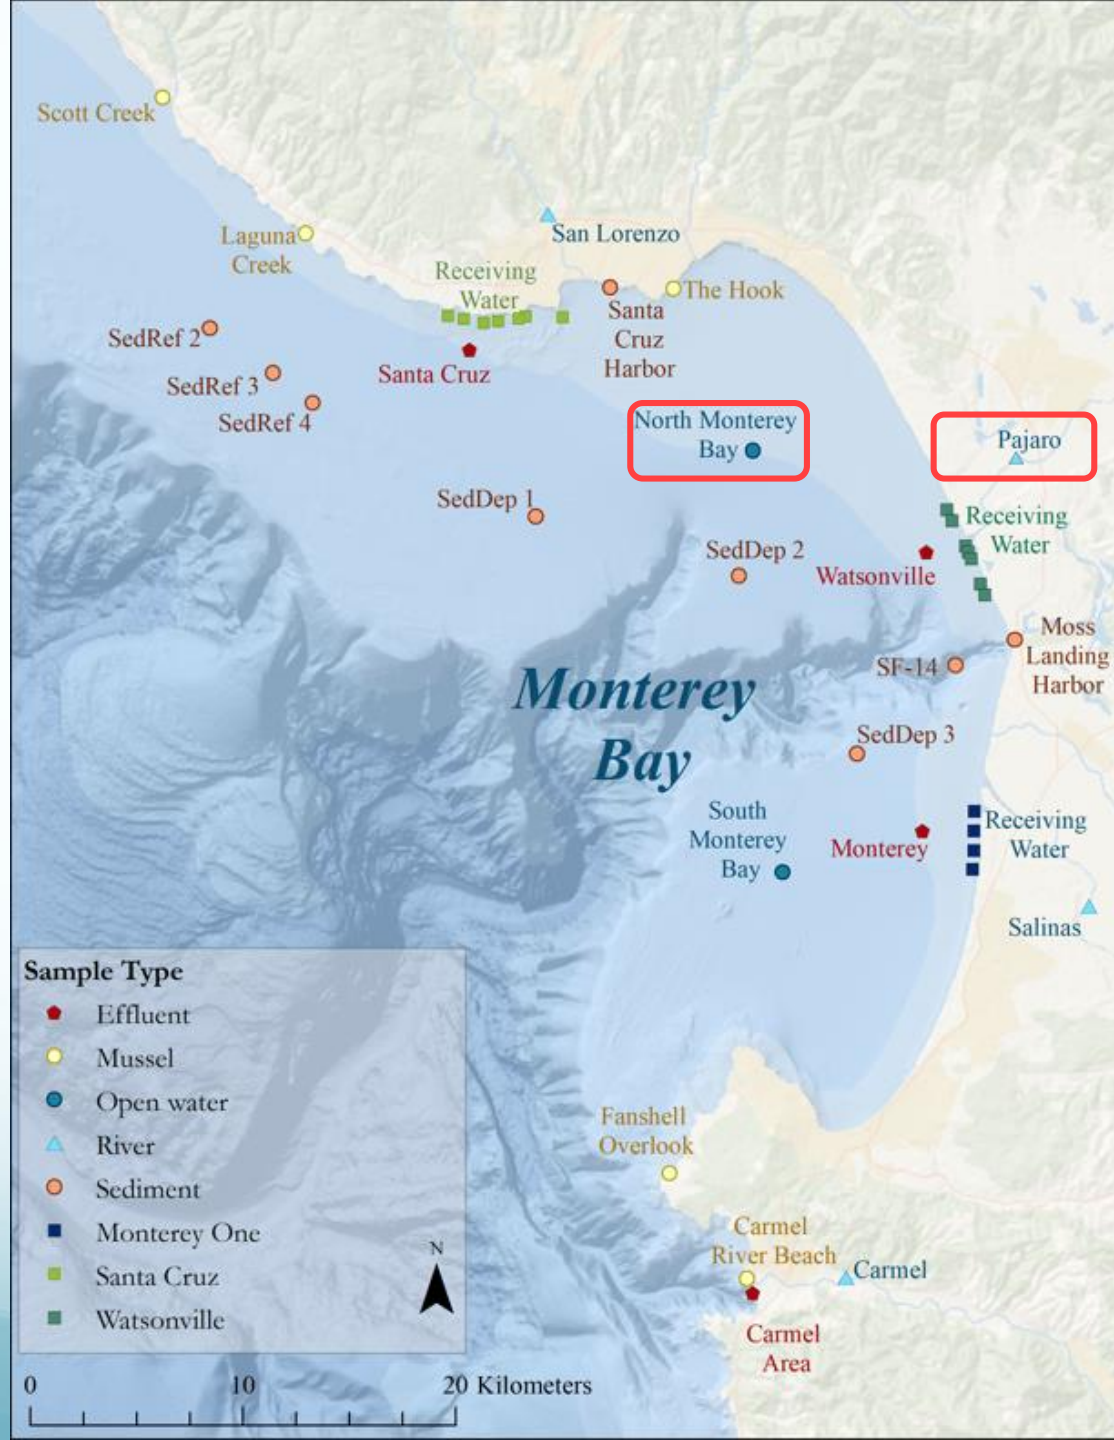 Scott Creek
Laguna
Creek
San Lorenzo
Receiving
Water
The Hook
Santa
Cruz
Harbor
SedRef 2
SedRef 3
SedRef 4
Santa Cruz
North Monterey
Bay
Pajaro
SedDep 1
Receiving
Water
SedDep 2
Watsonville
Moss
Landing
Harbor
SF-14
Monterey
Bay
SedDep 3
South
Monterey
Bay
Receiving
Water
Monterey
Salinas
Sample Type
Effluent
Mussel
Open water
River
Sediment
Monterey One
Santa Cruz
Watsonville
N
Fanshell
Overlook
Carmel
River Beach
Carmel
Carmel
Area
0 10 20 Kilometers